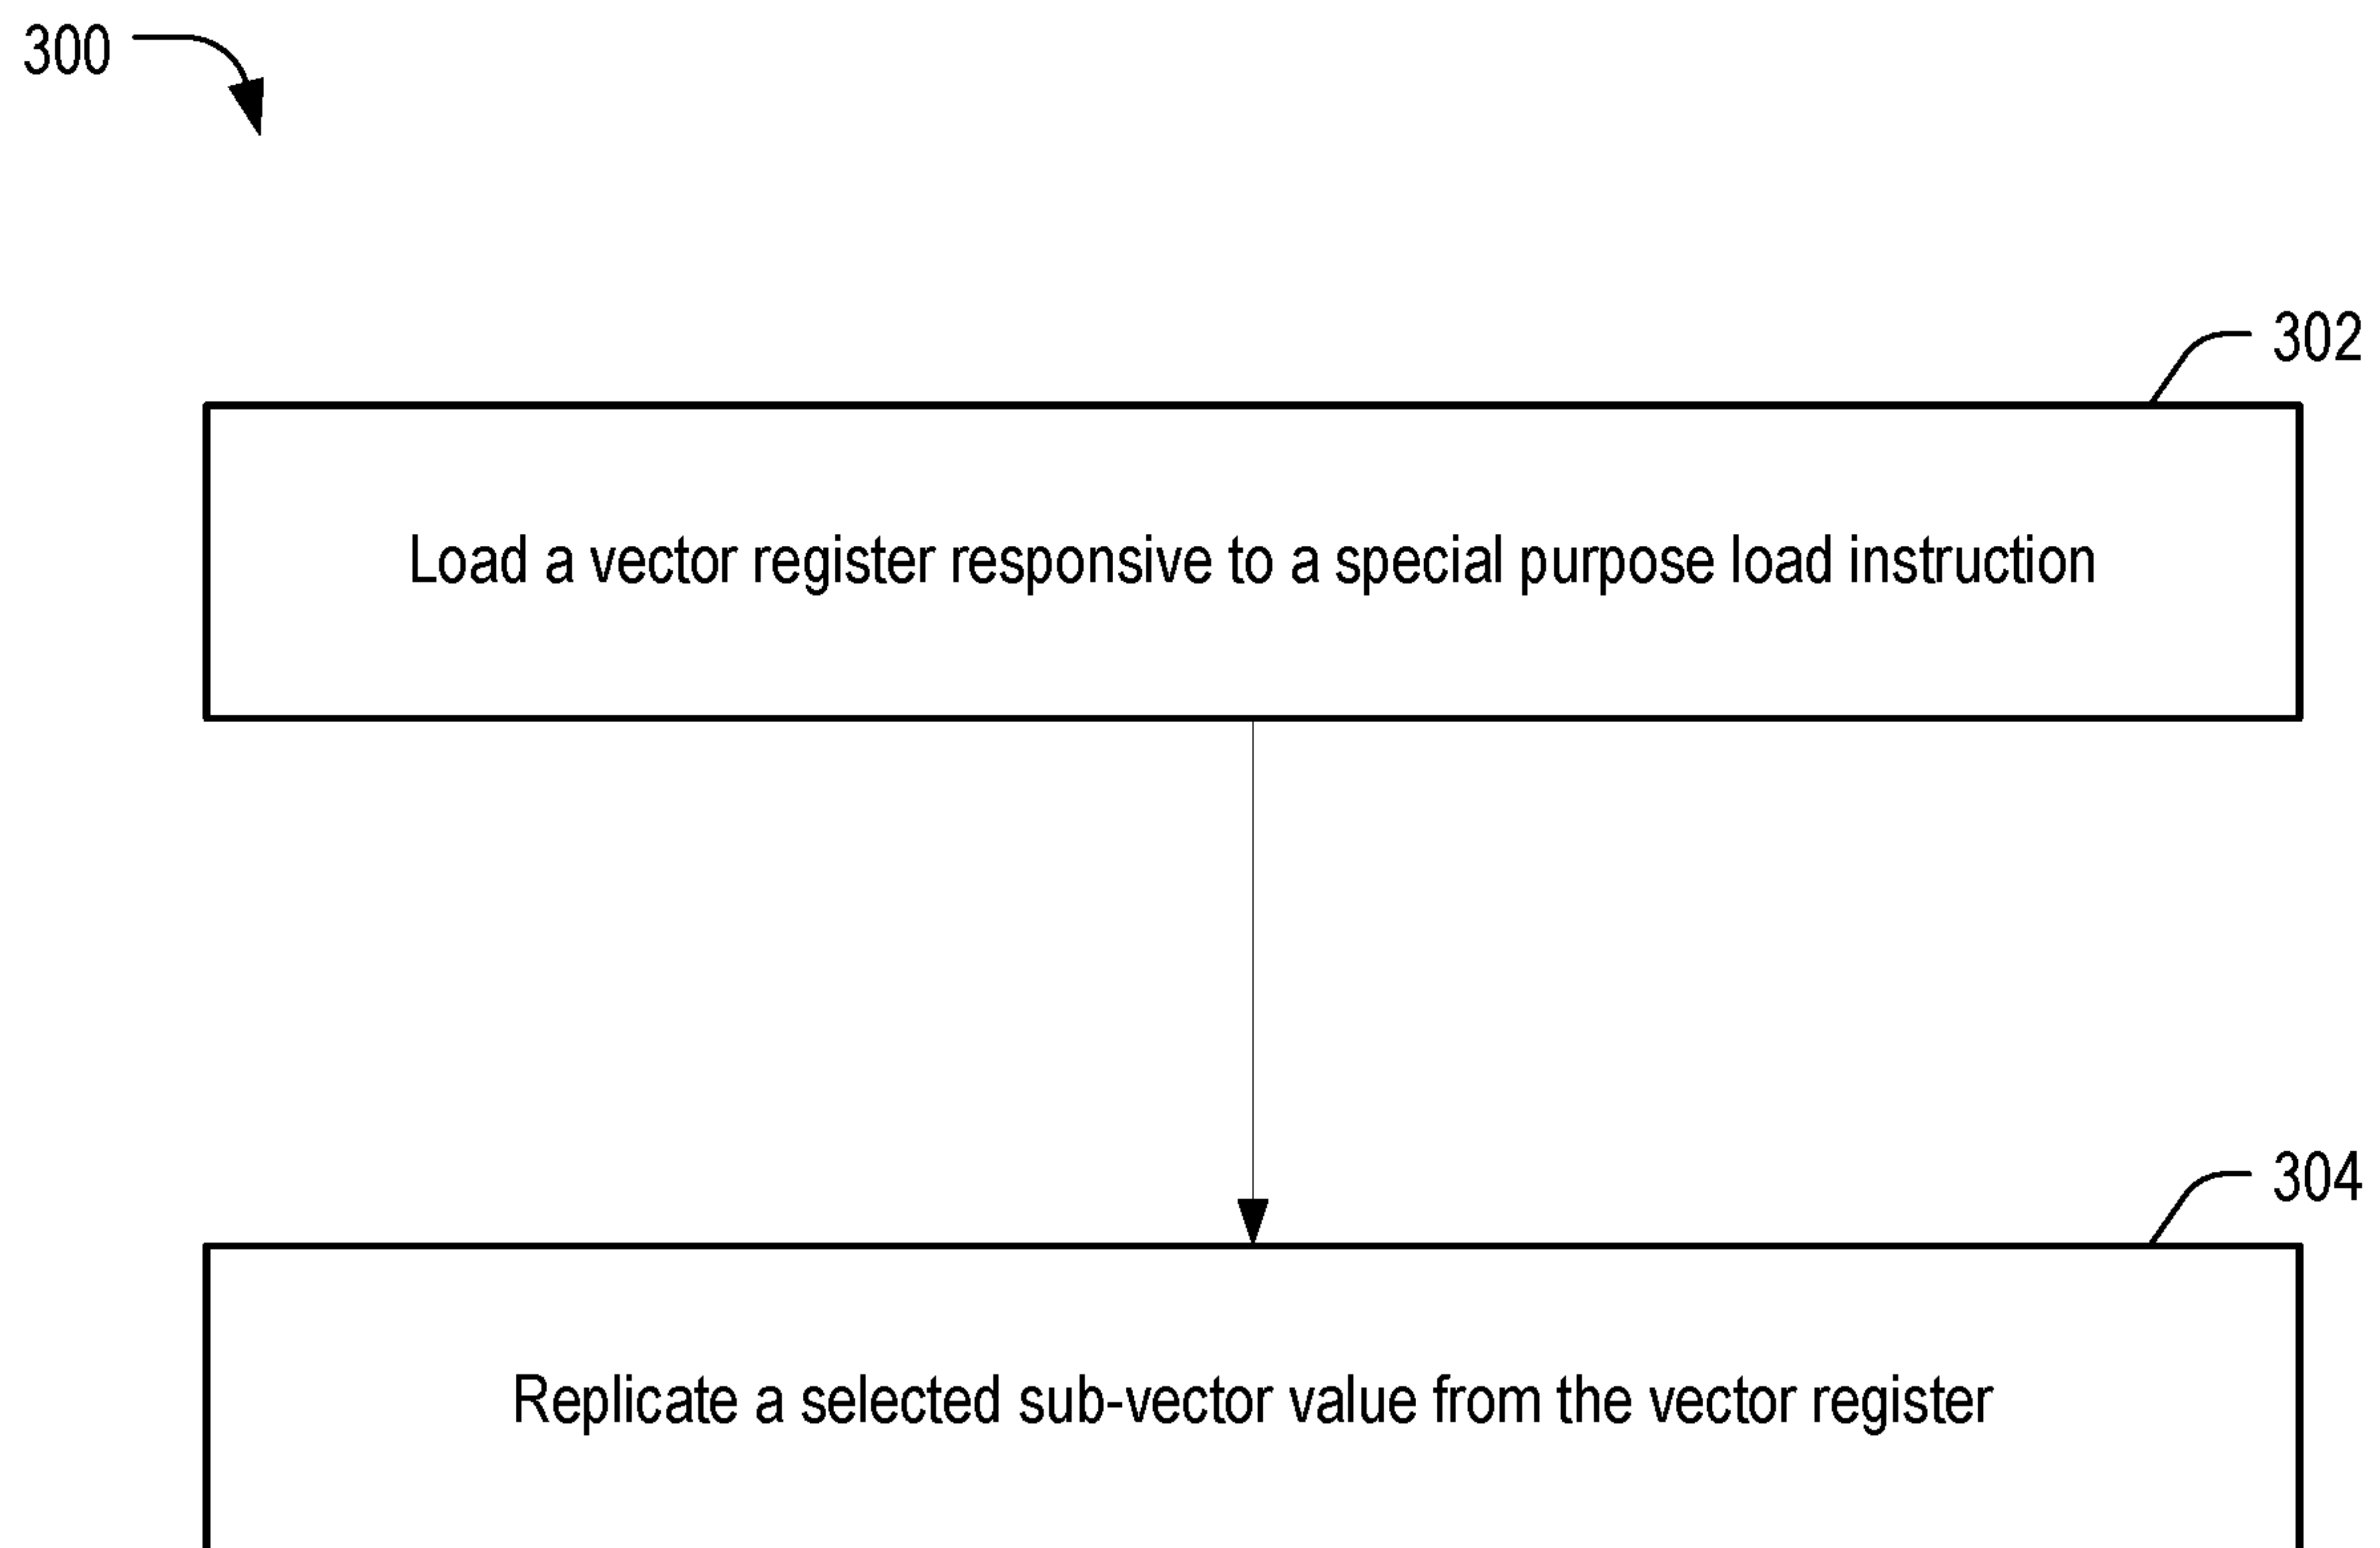 300
302
Load a vector register responsive to a special purpose load instruction
304
Replicate a selected sub-vector value from the vector register